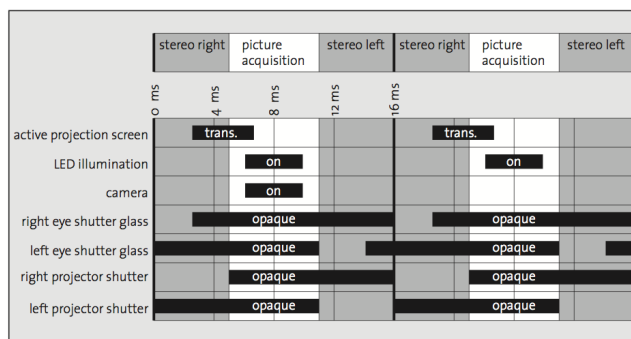 stereo right
picture
acquisition
stereo left
stereo right
picture
acquisition
stereo left
0 ms
4 ms
8 ms
12 ms
16 ms
active projection screen
trans.
trans.
LED illumination
on
on
camera
on
right eye shutter glass
opaque
opaque
left eye shutter glass
opaque
opaque
right projector shutter
opaque
opaque
left projector shutter
opaque
opaque